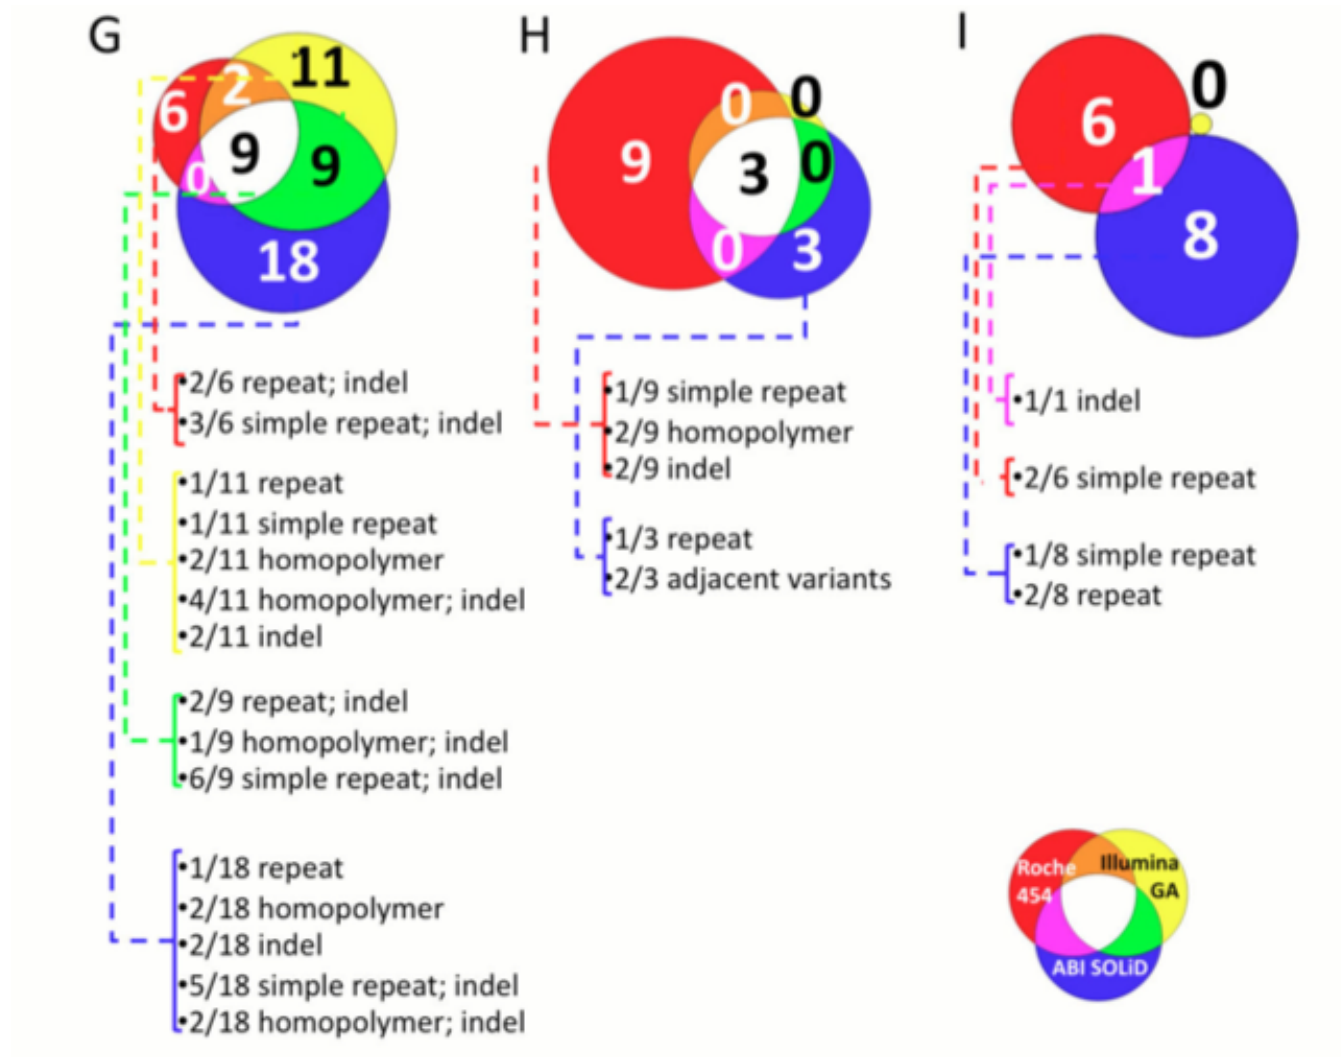 G
11
2
6
9
9
0
18
•2/6 repeat; indel
•3/6 simple repeat; indel
•1/11 repeat
•1/11 simple repeat
•2/11 homopolymer
•4/11 homopolymer; indel
•2/11 indel
•2/9 repeat; indel
•1/9 homopolymer; indel
•6/9 simple repeat; indel
•1/18 repeat
•2/18 homopolymer
•2/18 indel
•5/18 simple repeat; indel
•2/18 homopolymer; indel
H
0
0
9
3
0
0
3
•1/9 simple repeat
•2/9 homopolymer
•2/9 indel
•1/3 repeat
•2/3 adjacent variants
I
0
6
1
8
•1/1 indel
•2/6 simple repeat
•1/8 simple repeat
•2/8 repeat
Roche
454
Illumina
GA
ABI SOLiD